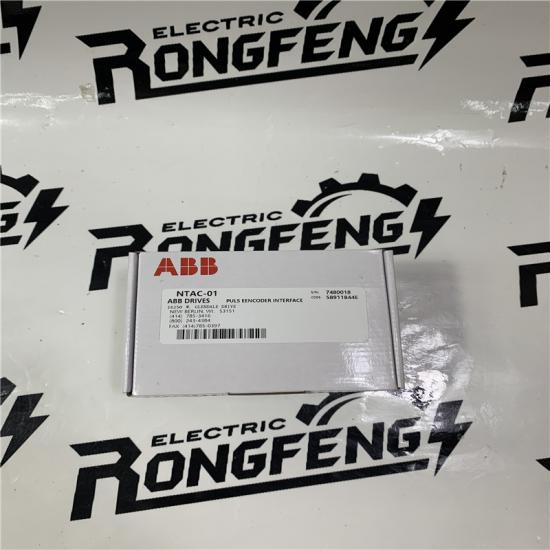 ELECTRIC
RONGFENG
ELECTRIC
RONGFENG
ABB
NTAC-01
ABB DRIVES PULS EENCODER INTERFACE
S/N: 7480018
CODE: 58911844E
16250 W. GLENDALE DRIVE
NEW BERLIN, WI. 53151
(414) 785-3416
(800) 243-4384
FAX (414)785-0397
ELECTRIC
RONGFENG